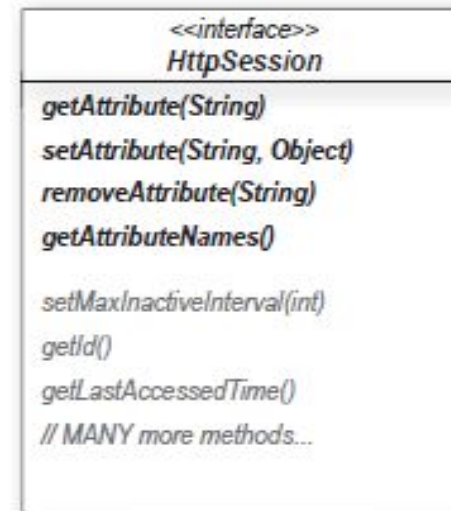 <<interface>>
HttpSession
getAttribute(String)
setAttribute(String, Object)
removeAttribute(String)
getAttributeNames()
setMaxInactiveInterval(int)
getId()
getLastAccessedTime()
// MANY more methods...